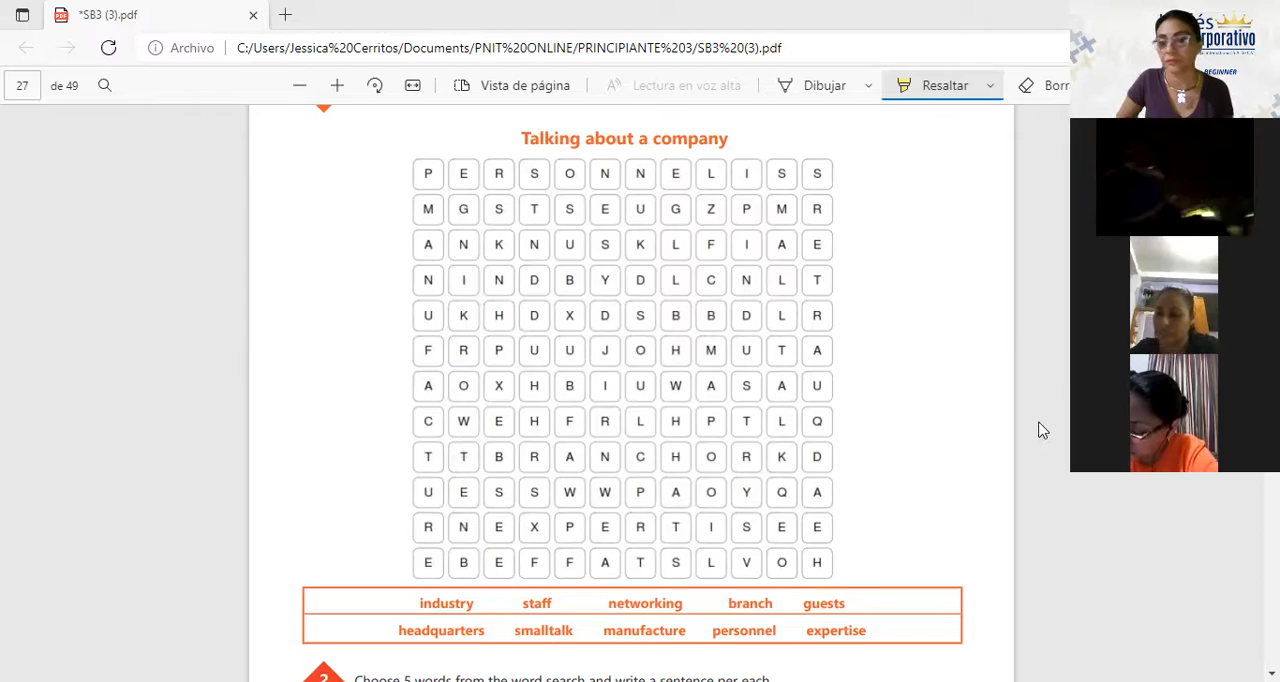 *SB3 (3).pdf
Archivo C:/Users/Jessica%20Cerritos/Documents/PNIT%20ONLINE/PRINCIPIANTE%203/SB3%20(3).pdf
27 de 49 Vista de página Lectura en voz alta Dibujar Resaltar Borr
Talking about a company
P E R S O N N E L I S S
M G S T S E U G Z P M R
A N K N U S K L F I A E
N I N D B Y D L C N L T
U K H D X D S B B D L R
F R P U U J O H M U T A
A O X H B I U W A S A U
C W E H F R L H P T L Q
T T B R A N C H O R K D
U E S S W W P A O Y Q A
R N E X P E R T I S E E
E B E F F A T S L V O H
industry staff networking branch guests
headquarters smalltalk manufacture personnel expertise
2 Choose 5 words from the word search and write a sentence per each
BEGINNER